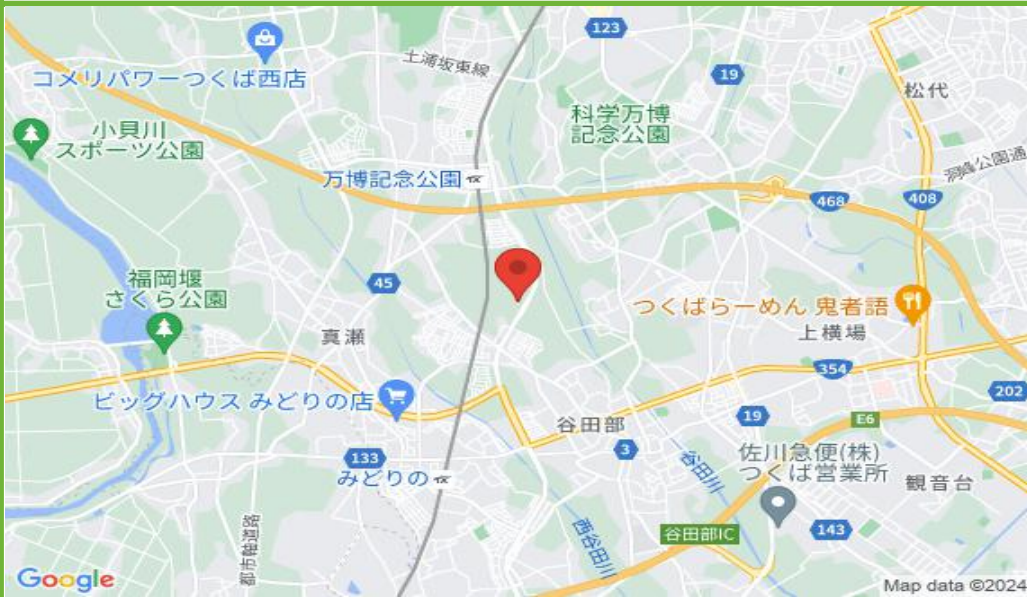 123
土浦坂東線
19
コメリパワーつくば西店
松代
科学万博
記念公園
小貝川
スポーツ公園
洞峰公園通
万博記念公園
468
408
福岡堰
さくら公園
45
つくばらーめん 鬼者語
上横場
真瀬
354
202
ビッグハウス みどりの店
19
E6
谷田部
3
佐川急便(株)
つくば営業所
133
みどりの
谷田川
観音台
都市軸道路
西谷田川
谷田部IC
143
Google
Map data ©2024